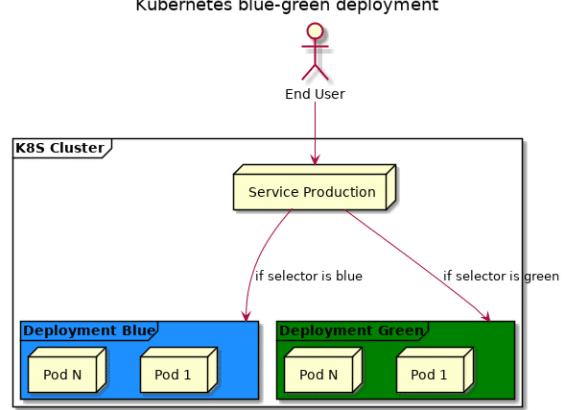 Kubernetes blue-green deployment
End User
K8S Cluster
Service Production
if selector is blue
if selector is green
Deployment Blue
Deployment Green
Pod N
Pod 1
Pod N
Pod 1